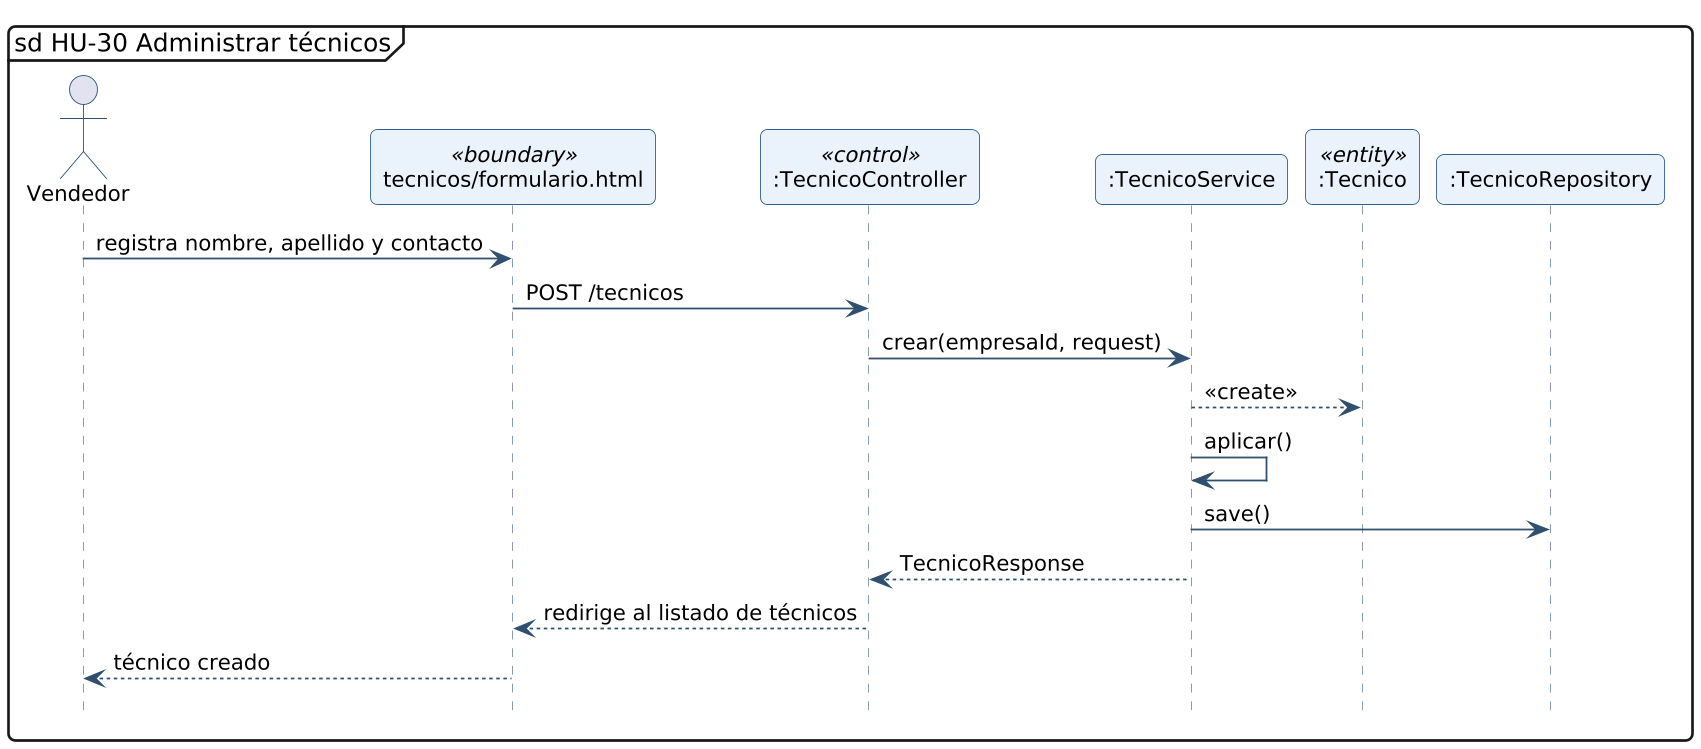 sd HU-30 Administrar técnicos
Vendedor
«boundary»
tecnicos/formulario.html
«control»
:TecnicoController
:TecnicoService
«entity»
:Tecnico
:TecnicoRepository
registra nombre, apellido y contacto
POST /tecnicos
crear(empresaId, request)
«create»
aplicar()
save()
TecnicoResponse
redirige al listado de técnicos
técnico creado